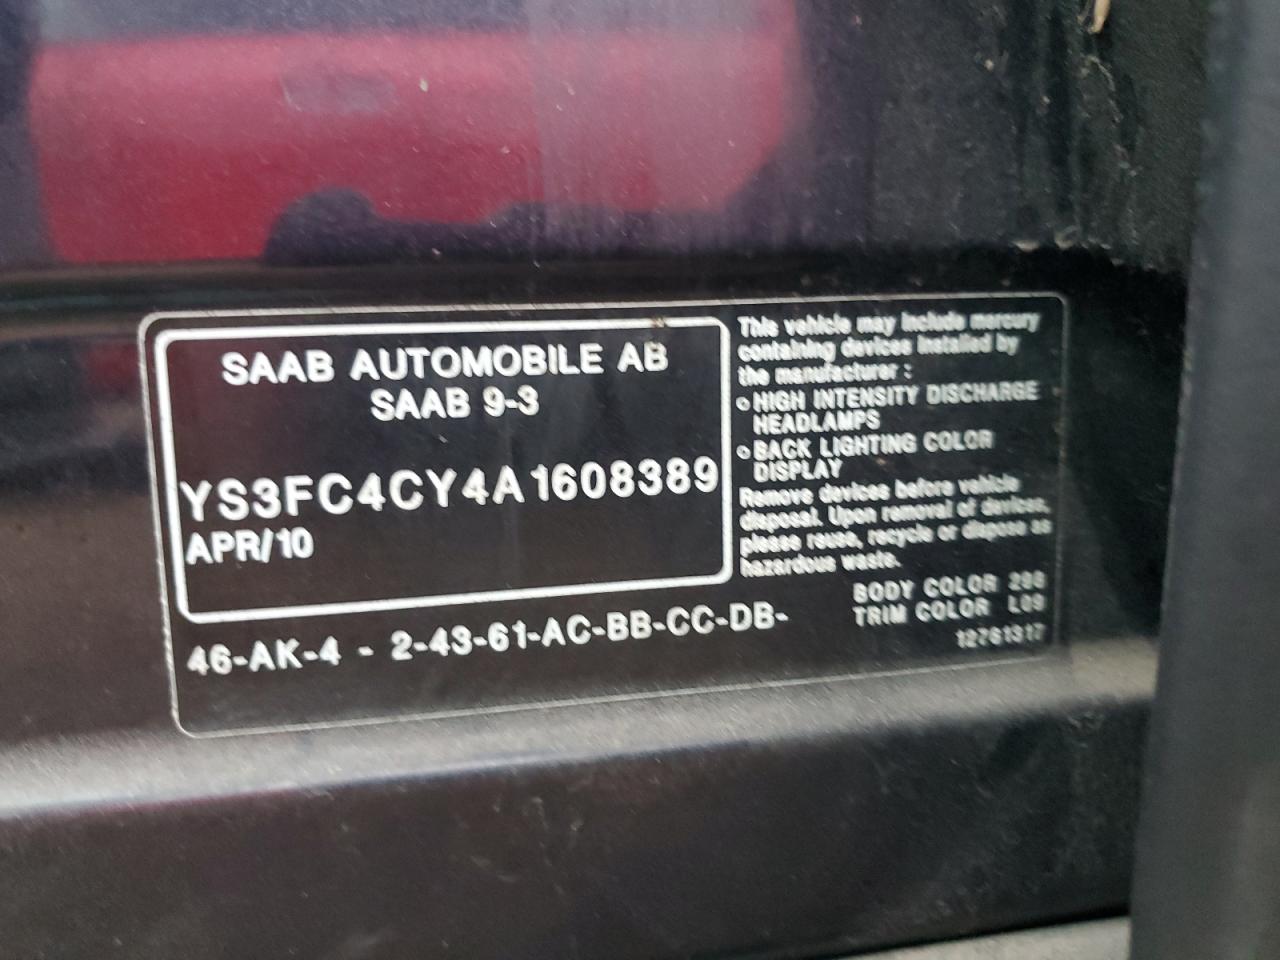 SAAB AUTOMOBILE AB
SAAB 9-3
YS3FC4CY4A1608389
APR/10
46-AK-4 - 2-43-61-AC-BB-CC-DB-
This vehicle may include mercury
containing devices installed by
the manufacturer :
o HIGH INTENSITY DISCHARGE
HEADLAMPS
o BACK LIGHTING COLOR
DISPLAY
Remove devices before vehicle
disposal. Upon removal of devices,
please reuse, recycle or dispose as
hazardous waste.
BODY COLOR 298
TRIM COLOR L09
12761317